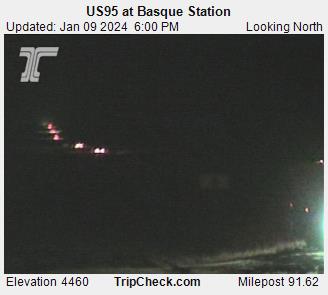 US95 at Basque Station
Updated: Jan 09 2024 6:00 PM Looking North
Elevation 4460 TripCheck.com Milepost 91.62